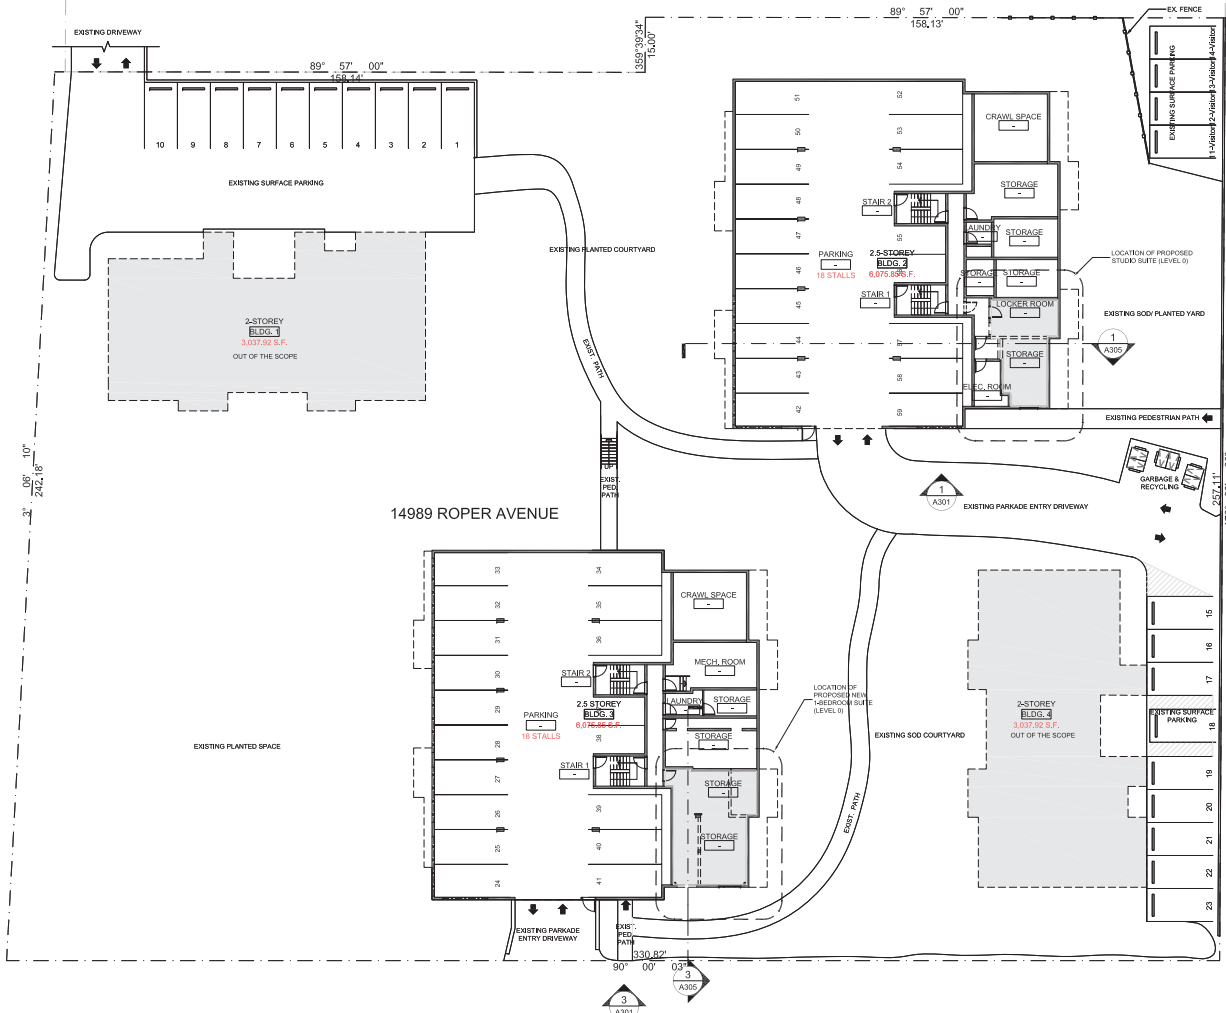 EXISTING DRIVEWAY
89° 57' 00"
158.14'
359°39'34"
15.00'
89° 57' 00"
158.13'
EX. FENCE
EXISTING SURFACE PARKING
14-Visitor
13-Visitor
12-Visitor
11-Visitor
10 9 8 7 6 5 4 3 2 1
EXISTING SURFACE PARKING
EXISTING PLANTED COURTYARD
2-STOREY
BLDG. 1
3,037.92 S.F.
OUT OF THE SCOPE
EXIST. PATH
51
50
49
48
47
46
45
44
43
42
52
53
54
55
57
58
59
CRAWL SPACE
-
STORAGE
-
STAIR 2
-
LAUNDRY
-
STORAGE
-
PARKING
-
18 STALLS
2.5-STOREY
BLDG. 2
6,075.85 S.F.
STORAGE
-
STORAGE
-
STAIR 1
-
LOCKER ROOM
-
STORAGE
-
ELEC. ROOM
-
LOCATION OF PROPOSED
STUDIO SUITE (LEVEL 0)
EXISTING SOD/ PLANTED YARD
1
A305
EXISTING PEDESTRIAN PATH
GARBAGE &
RECYCLING
257.11'
1
A301
EXISTING PARKADE ENTRY DRIVEWAY
3° 06' 10"
242.18'
UP
EXIST.
PED.
PATH
14989 ROPER AVENUE
33
32
31
30
29
28
27
26
25
24
34
35
36
38
39
40
41
CRAWL SPACE
-
MECH. ROOM
-
STAIR 2
-
LAUNDRY
-
STORAGE
-
PARKING
-
18 STALLS
2.5 STOREY
BLDG. 3
6,075.85 S.F.
STORAGE
-
STAIR 1
-
STORAGE
-
STORAGE
-
LOCATION OF
PROPOSED NEW
1-BEDROOM SUITE
(LEVEL 0)
EXISTING PLANTED SPACE
EXISTING SOD COURTYARD
EXIST. PATH
2-STOREY
BLDG. 4
3,037.92 S.F.
OUT OF THE SCOPE
15
16
17
EXISTING SURFACE
PARKING
18
19
20
21
22
23
EXISTING PARKADE
ENTRY DRIVEWAY
EXIST.
PED.
PATH
330.82'
90° 00' 03"
3
A305
3
A301